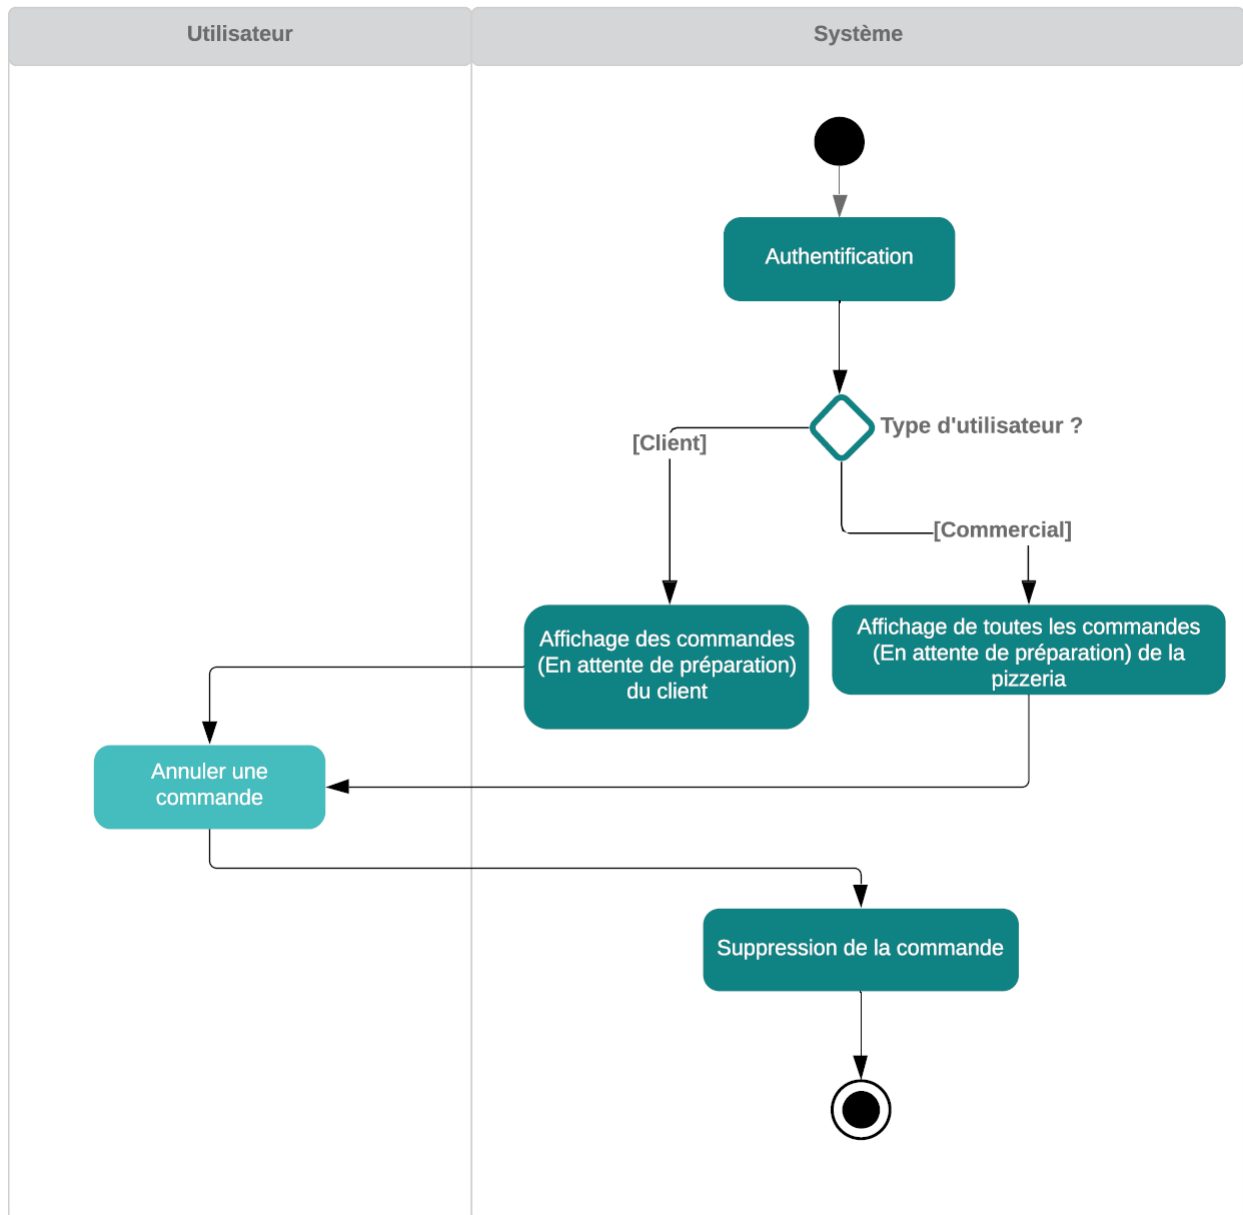 Utilisateur
Système
Authentification
Type d'utilisateur ?
[Client]
[Commercial]
Affichage des commandes
(En attente de préparation)
du client
Affichage de toutes les commandes
(En attente de préparation) de la
pizzeria
Annuler une
commande
Suppression de la commande